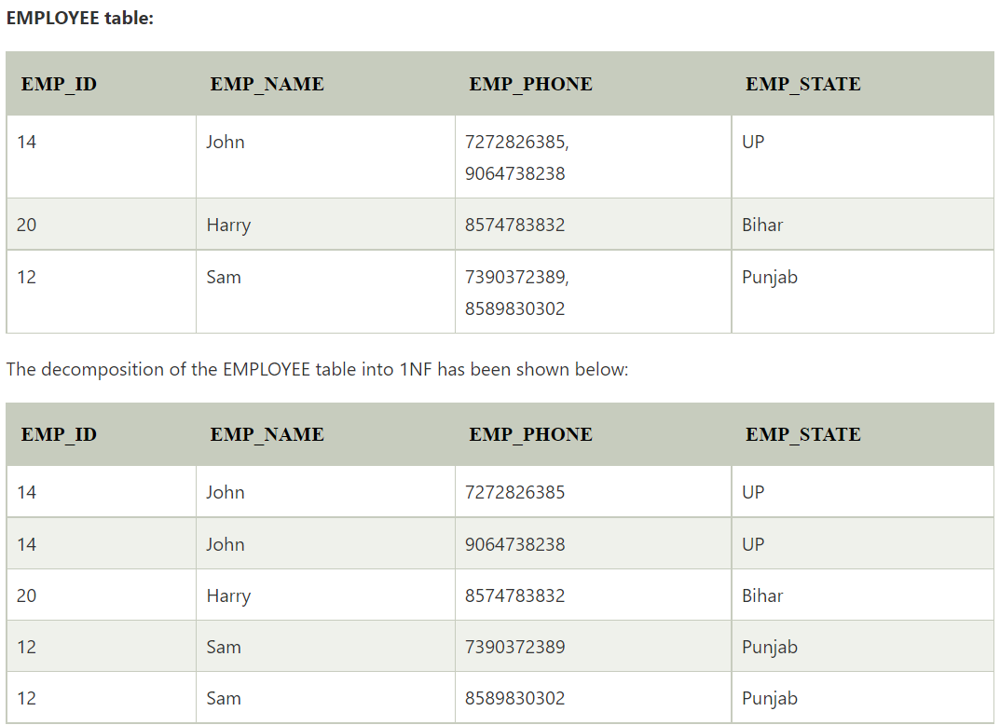 EMPLOYEE table:
EMP_ID EMP_NAME EMP_PHONE EMP_STATE
14 John 7272826385, UP
9064738238
20 Harry 8574783832 Bihar
12 Sam 7390372389, Punjab
8589830302
The decomposition of the EMPLOYEE table into 1NF has been shown below:
EMP_ID EMP_NAME EMP_PHONE EMP_STATE
14 John 7272826385 UP
14 John 9064738238 UP
20 Harry 8574783832 Bihar
12 Sam 7390372389 Punjab
12 Sam 8589830302 Punjab